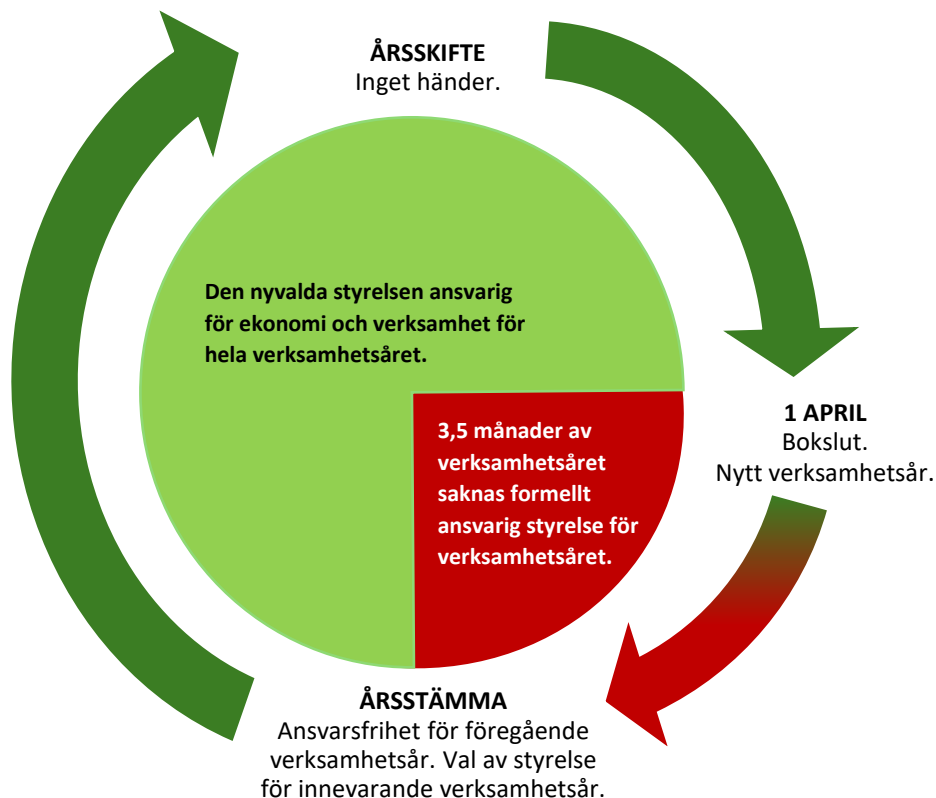 ÅRSSKIFTE
Inget händer.
Den nyvalda styrelsen ansvarig
för ekonomi och verksamhet för
hela verksamhetsåret.
3,5 månader av
verksamhetsåret
saknas formellt
ansvarig styrelse för
verksamhetsåret.
1 APRIL
Bokslut.
Nytt verksamhetsår.
ÅRSSTÄMMA
Ansvarsfrihet för föregående
verksamhetsår. Val av styrelse
för innevarande verksamhetsår.